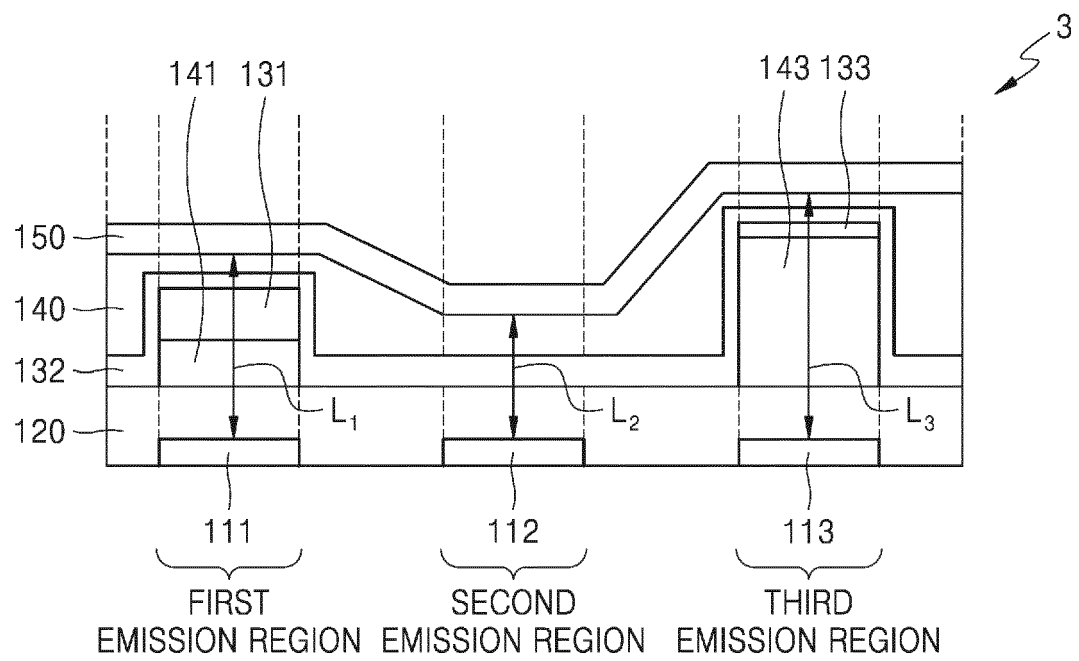 3
141 131
143 133
150
140
132
120
L1
L2
L3
111
112
113
FIRST EMISSION REGION
SECOND EMISSION REGION
THIRD EMISSION REGION